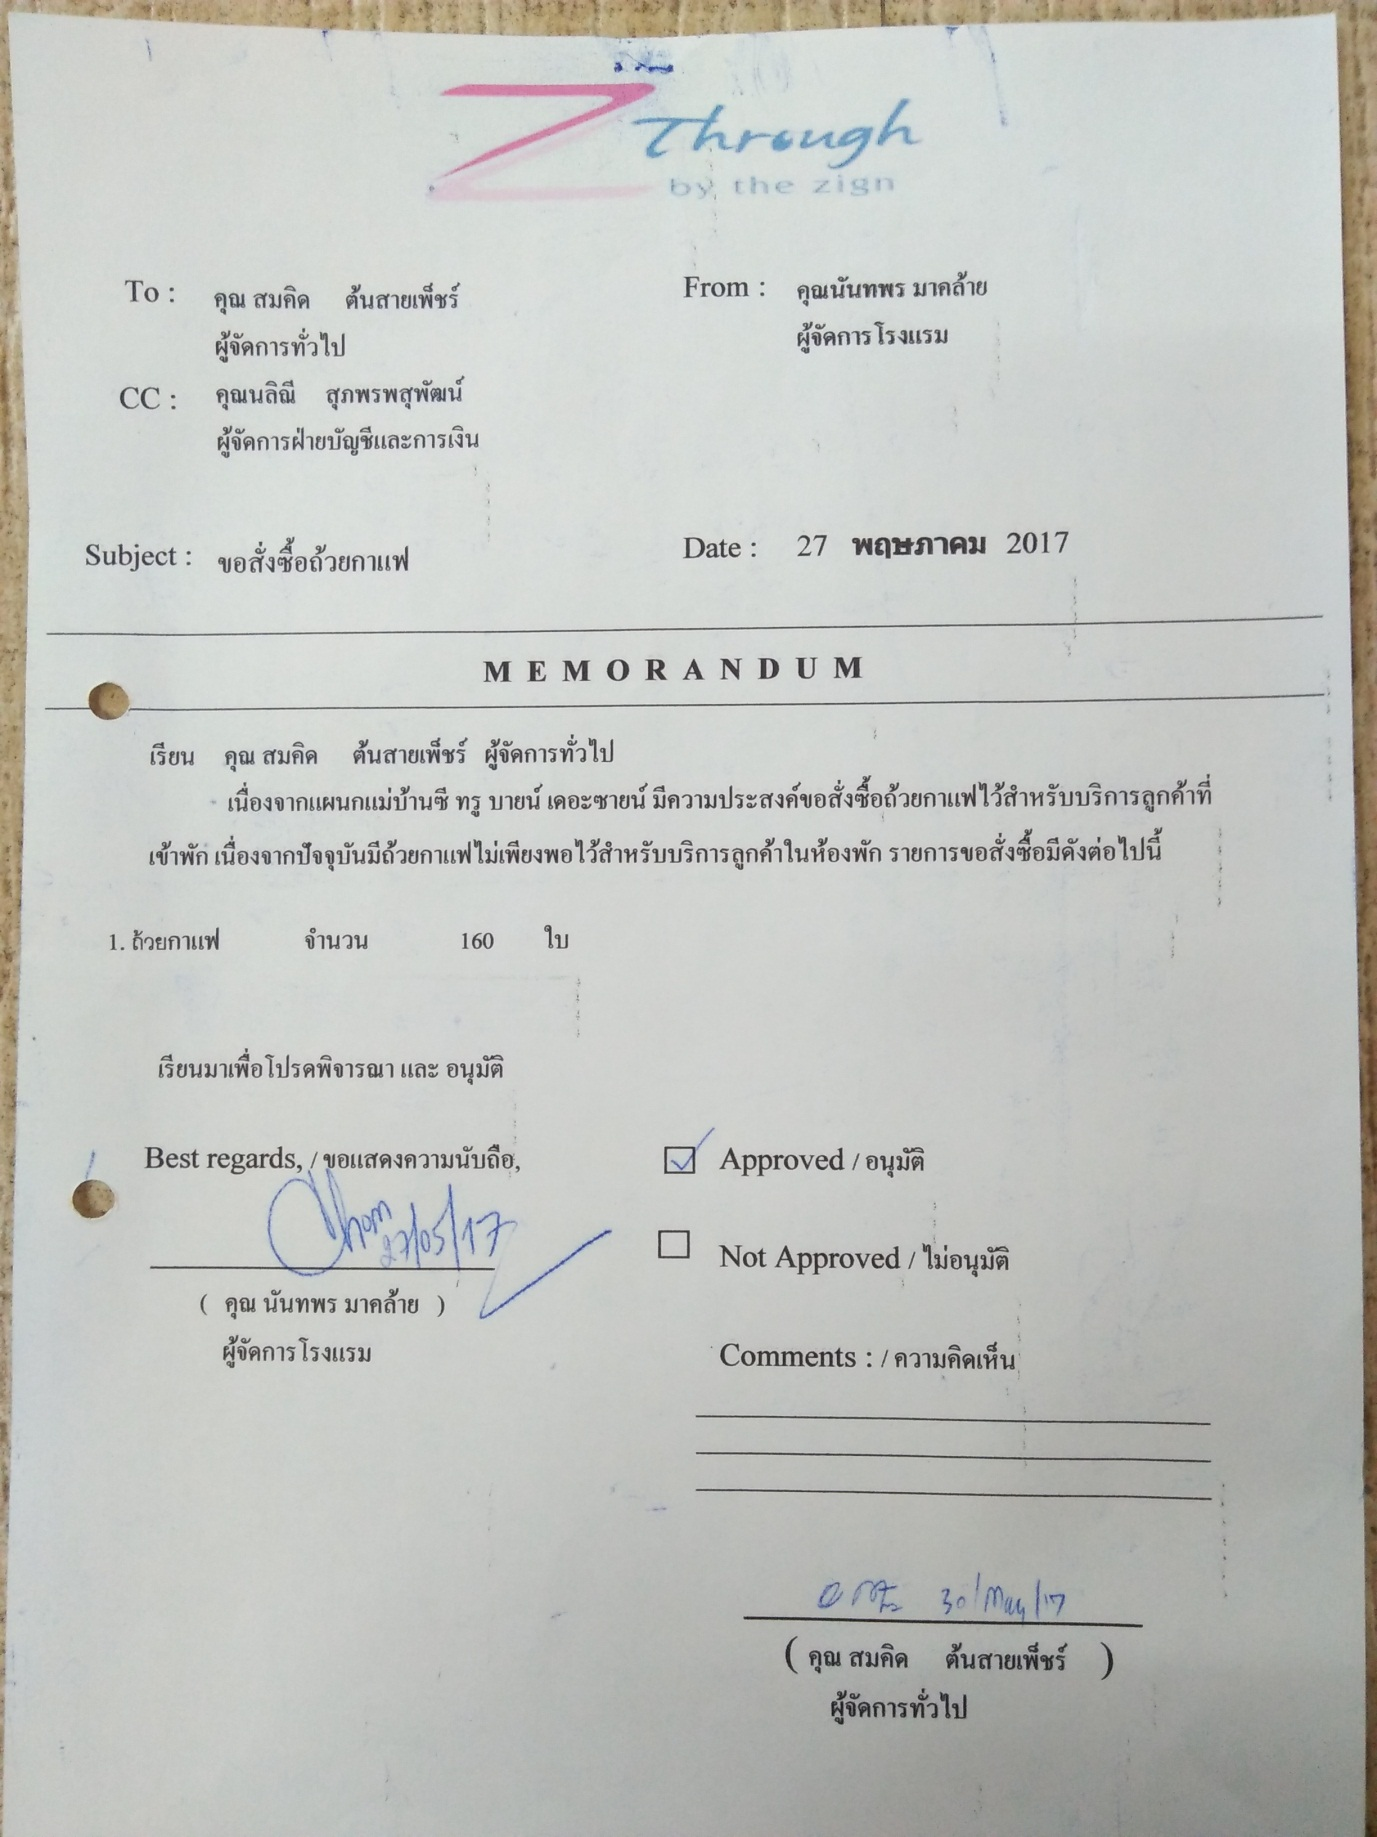 Z Through
by the zign
To : คุณ สมคิด ต้นสายเพ็ชร์
ผู้จัดการทั่วไป
From : คุณนันทพร มาคล้าย
ผู้จัดการโรงแรม
CC : คุณนลิณี สุภพรพสุพัฒน์
ผู้จัดการฝ่ายบัญชีและการเงิน
Subject : ขอสั่งซื้อถ้วยกาแฟ
Date : 27 พฤษภาคม 2017
MEMORANDUM
เรียน คุณ สมคิด ต้นสายเพ็ชร์ ผู้จัดการทั่วไป
เนื่องจากแผนกแม่บ้านซี ทรู บายน์ เดอะซายน์ มีความประสงค์ขอสั่งซื้อถ้วยกาแฟไว้สำหรับบริการลูกค้าที่
เข้าพัก เนื่องจากปัจจุบันมีถ้วยกาแฟไม่เพียงพอไว้สำหรับบริการลูกค้าในห้องพัก รายการขอสั่งซื้อมีดังต่อไปนี้
1. ถ้วยกาแฟ จำนวน 160 ใบ
เรียนมาเพื่อโปรดพิจารณา และ อนุมัติ
Best regards, / ขอแสดงความนับถือ,
27/05/17
( คุณ นันทพร มาคล้าย )
ผู้จัดการโรงแรม
Approved / อนุมัติ
Not Approved / ไม่อนุมัติ
Comments : / ความคิดเห็น
30/May/17
( คุณ สมคิด ต้นสายเพ็ชร์ )
ผู้จัดการทั่วไป